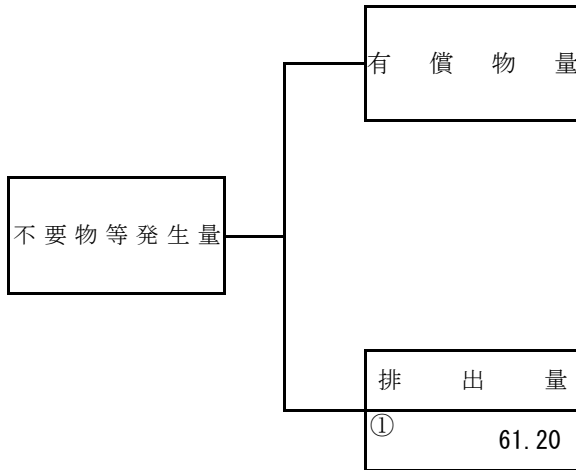 有償物量
不要物等発生量
排出量
①
61.20